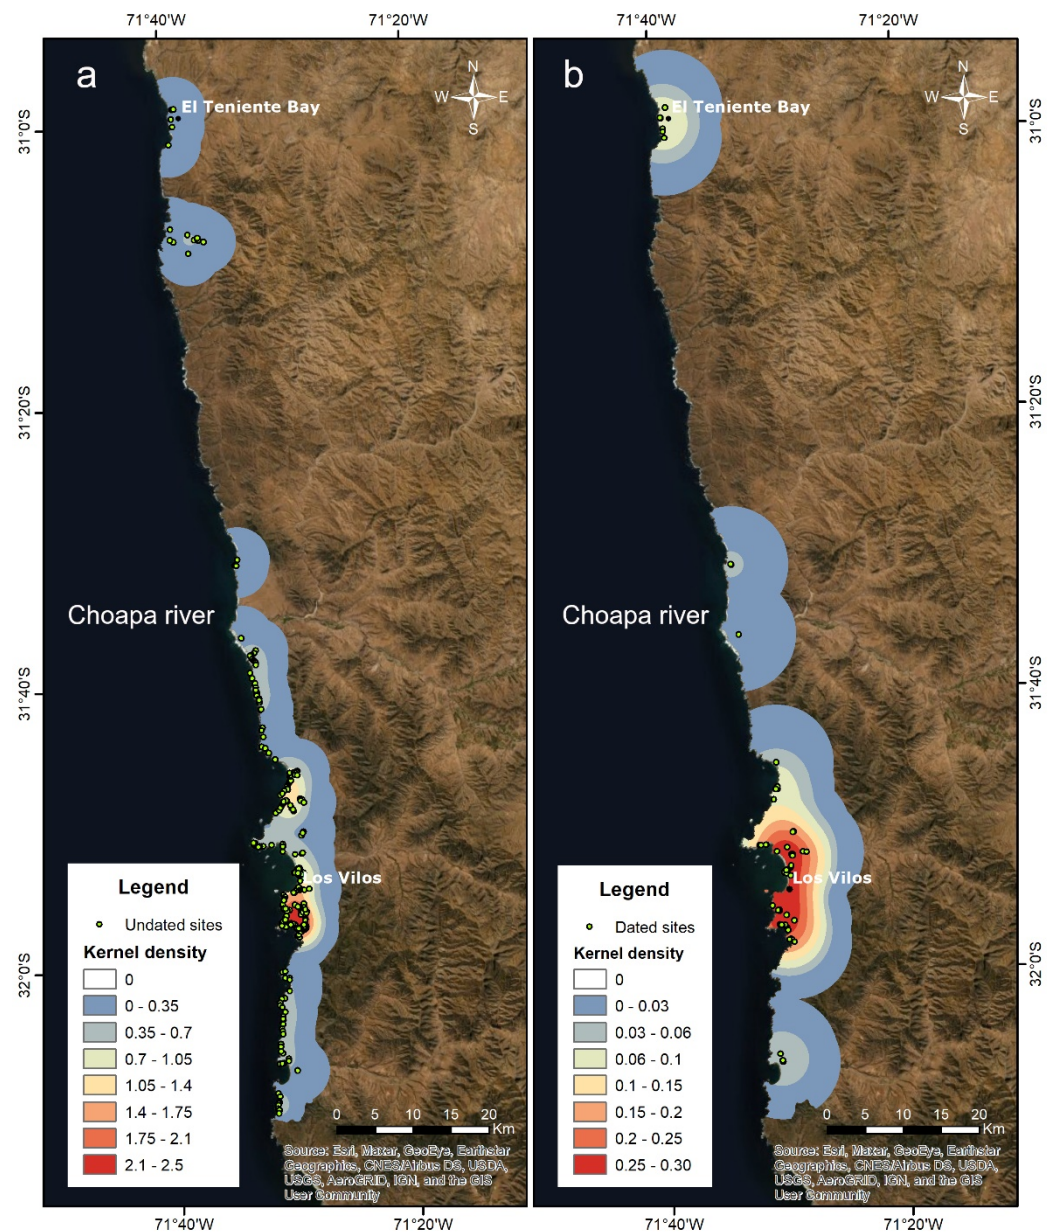 71°40'W
71°20'W
71°40'W
71°20'W
a
N
W
E
S
El Teniente Bay
31°0'S
31°20'S
31°40'S
32°0'S
Choapa river
Los Vilos
Legend
Undated sites
Kernel density
0
0 - 0.35
0.35 - 0.7
0.7 - 1.05
1.05 - 1.4
1.4 - 1.75
1.75 - 2.1
2.1 - 2.5
0 5 10 15 20
Km
Source: Esri, Maxar, GeoEye, Earthstar
Geographics, CNES/Airbus DS, USDA,
USGS, AeroGRID, IGN, and the GIS
User Community
71°40'W
71°20'W
b
N
W
E
S
El Teniente Bay
31°0'S
31°20'S
31°40'S
32°0'S
Choapa river
Los Vilos
Legend
Dated sites
Kernel density
0
0 - 0.03
0.03 - 0.06
0.06 - 0.1
0.1 - 0.15
0.15 - 0.2
0.2 - 0.25
0.25 - 0.30
0 5 10 15 20
Km
Source: Esri, Maxar, GeoEye, Earthstar
Geographics, CNES/Airbus DS, USDA,
USGS, AeroGRID, IGN, and the GIS
User Community
71°40'W
71°20'W